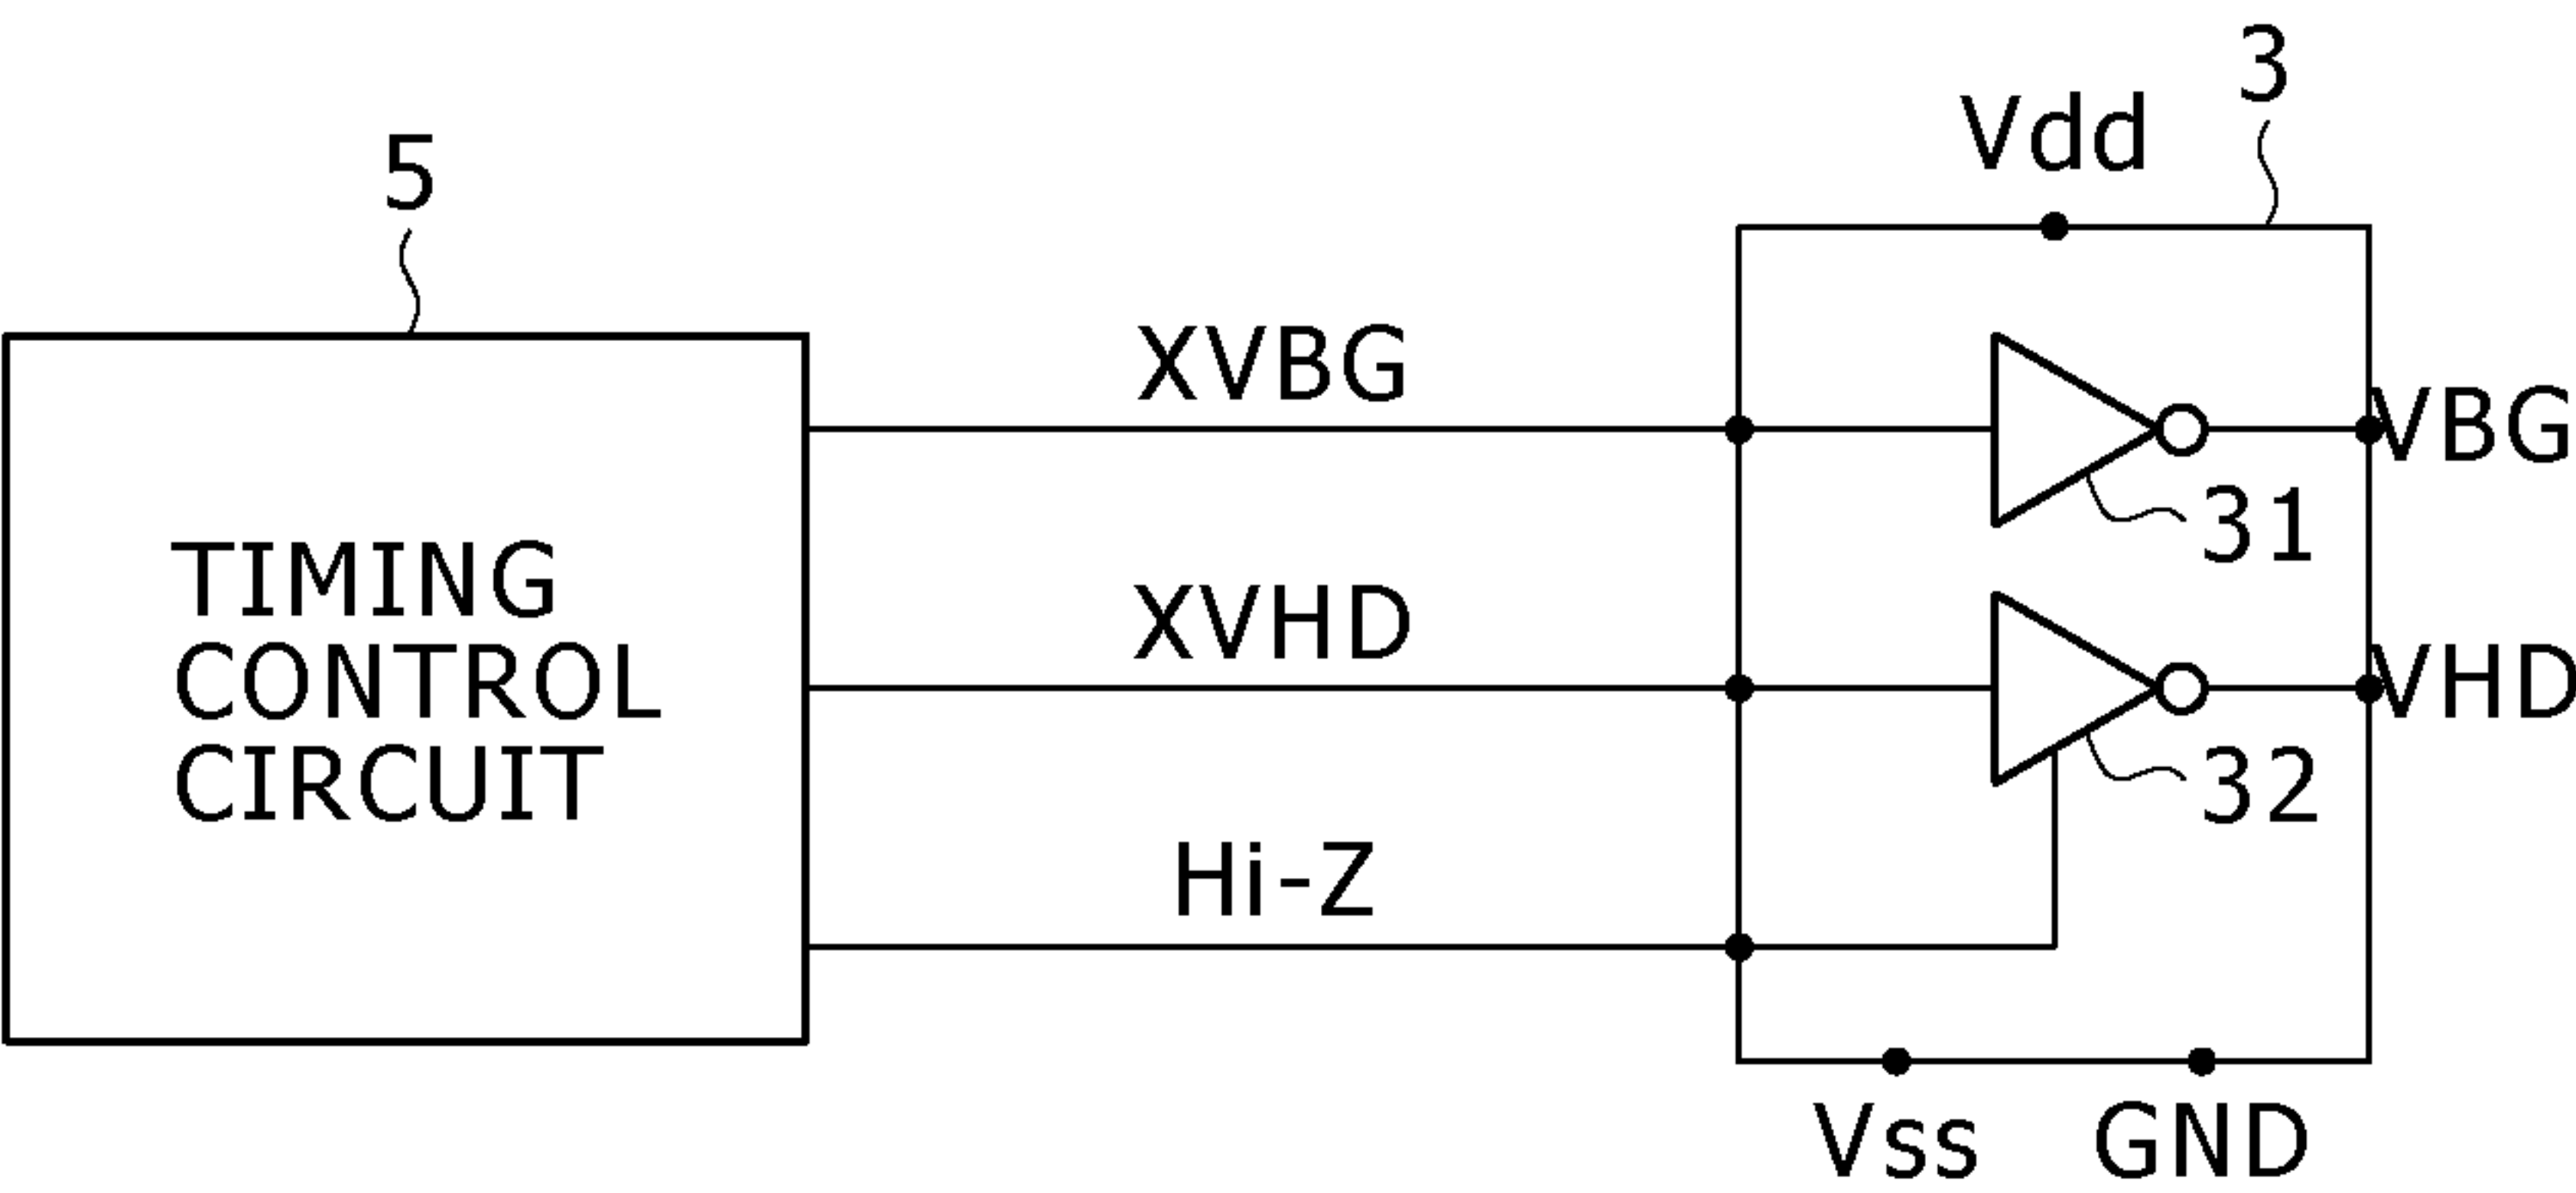 3
Vdd
5
XVBG
VBG
31
TIMING
CONTROL
CIRCUIT
XVHD
VHD
32
Hi-Z
Vss
GND